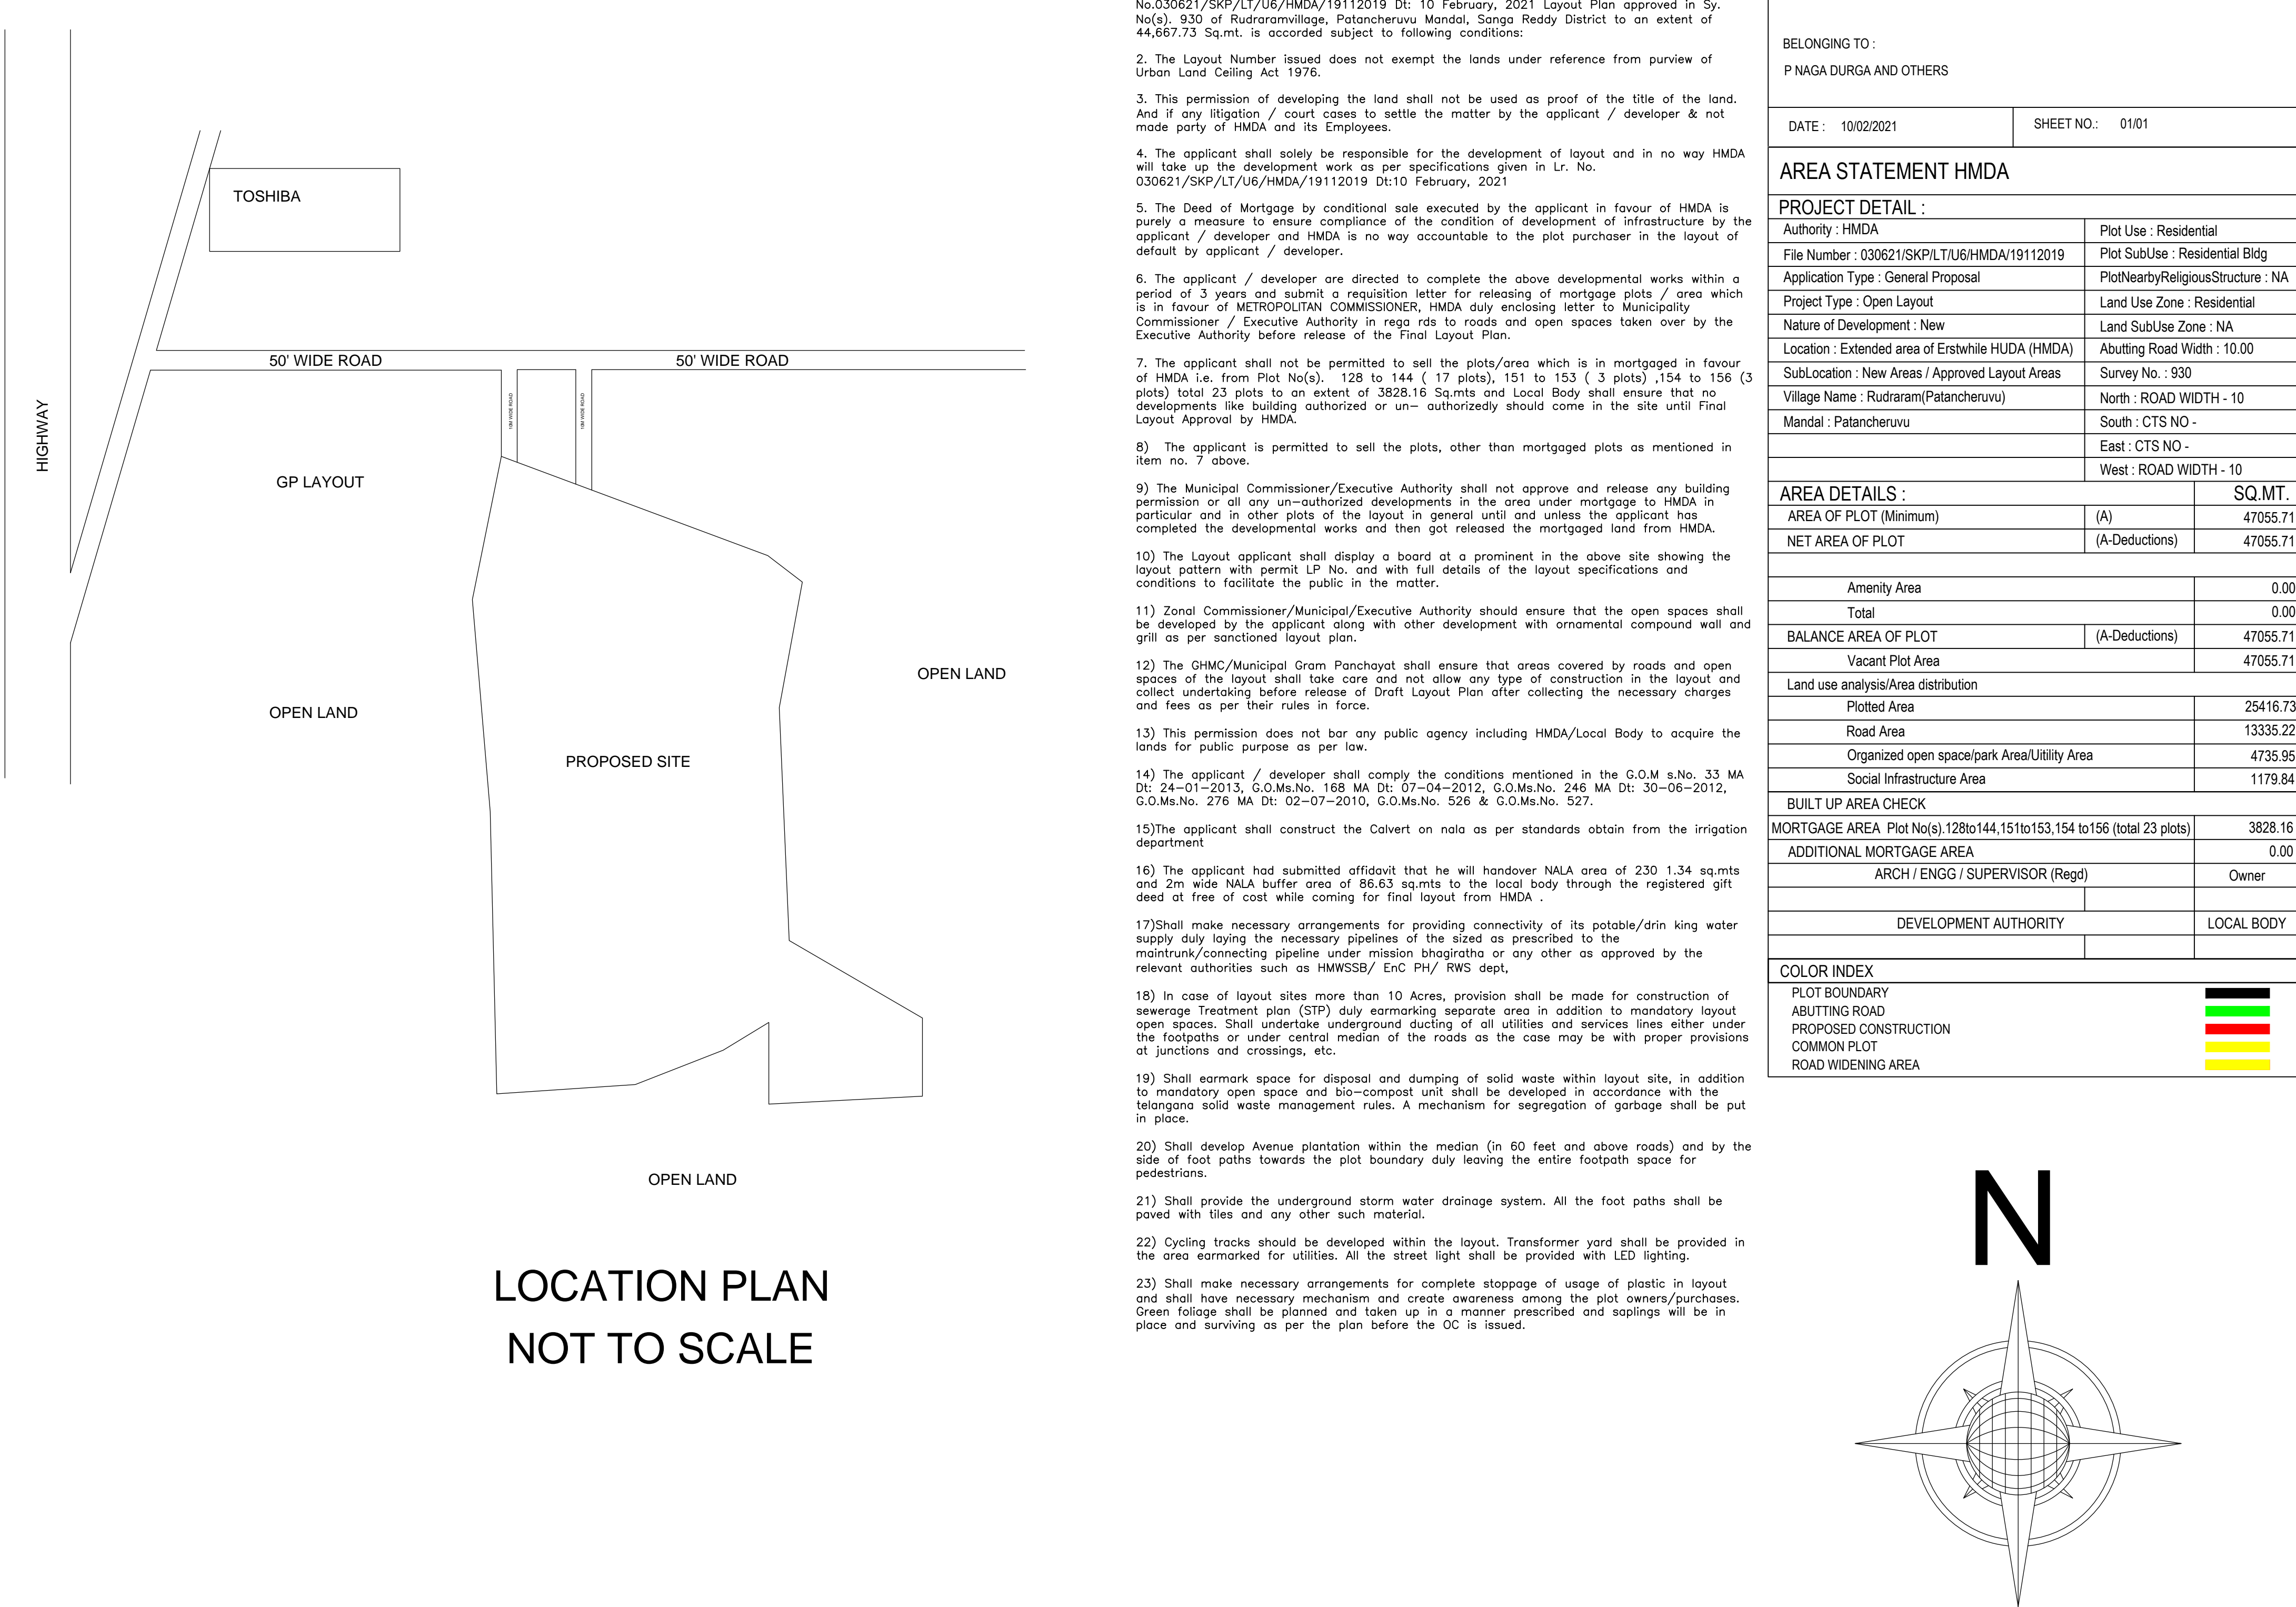 HIGHWAY
TOSHIBA
50' WIDE ROAD
50' WIDE ROAD
10M WIDE ROAD
10M WIDE ROAD
GP LAYOUT
OPEN LAND
OPEN LAND
PROPOSED SITE
OPEN LAND
LOCATION PLAN
NOT TO SCALE
No.030621/SKP/LT/U6/HMDA/19112019 Dt: 10 February, 2021 Layout Plan approved in Sy.
No(s). 930 of Rudraramvillage, Patancheruvu Mandal, Sanga Reddy District to an extent of
44,667.73 Sq.mt. is accorded subject to following conditions:
2. The Layout Number issued does not exempt the lands under reference from purview of
Urban Land Ceiling Act 1976.
3. This permission of developing the land shall not be used as proof of the title of the land.
And if any litigation / court cases to settle the matter by the applicant / developer & not
made party of HMDA and its Employees.
4. The applicant shall solely be responsible for the development of layout and in no way HMDA
will take up the development work as per specifications given in Lr. No.
030621/SKP/LT/U6/HMDA/19112019 Dt:10 February, 2021
5. The Deed of Mortgage by conditional sale executed by the applicant in favour of HMDA is
purely a measure to ensure compliance of the condition of development of infrastructure by the
applicant / developer and HMDA is no way accountable to the plot purchaser in the layout of
default by applicant / developer.
6. The applicant / developer are directed to complete the above developmental works within a
period of 3 years and submit a requisition letter for releasing of mortgage plots / area which
is in favour of METROPOLITAN COMMISSIONER, HMDA duly enclosing letter to Municipality
Commissioner / Executive Authority in rega rds to roads and open spaces taken over by the
Executive Authority before release of the Final Layout Plan.
7. The applicant shall not be permitted to sell the plots/area which is in mortgaged in favour
of HMDA i.e. from Plot No(s). 128 to 144 ( 17 plots), 151 to 153 ( 3 plots) ,154 to 156 (3
plots) total 23 plots to an extent of 3828.16 Sq.mts and Local Body shall ensure that no
developments like building authorized or un- authorizedly should come in the site until Final
Layout Approval by HMDA.
8) The applicant is permitted to sell the plots, other than mortgaged plots as mentioned in
item no. 7 above.
9) The Municipal Commissioner/Executive Authority shall not approve and release any building
permission or all any un-authorized developments in the area under mortgage to HMDA in
particular and in other plots of the layout in general until and unless the applicant has
completed the developmental works and then got released the mortgaged land from HMDA.
10) The Layout applicant shall display a board at a prominent in the above site showing the
layout pattern with permit LP No. and with full details of the layout specifications and
conditions to facilitate the public in the matter.
11) Zonal Commissioner/Municipal/Executive Authority should ensure that the open spaces shall
be developed by the applicant along with other development with ornamental compound wall and
grill as per sanctioned layout plan.
12) The GHMC/Municipal Gram Panchayat shall ensure that areas covered by roads and open
spaces of the layout shall take care and not allow any type of construction in the layout and
collect undertaking before release of Draft Layout Plan after collecting the necessary charges
and fees as per their rules in force.
13) This permission does not bar any public agency including HMDA/Local Body to acquire the
lands for public purpose as per law.
14) The applicant / developer shall comply the conditions mentioned in the G.O.M s.No. 33 MA
Dt: 24-01-2013, G.O.Ms.No. 168 MA Dt: 07-04-2012, G.O.Ms.No. 246 MA Dt: 30-06-2012,
G.O.Ms.No. 276 MA Dt: 02-07-2010, G.O.Ms.No. 526 & G.O.Ms.No. 527.
15)The applicant shall construct the Calvert on nala as per standards obtain from the irrigation
department
16) The applicant had submitted affidavit that he will handover NALA area of 230 1.34 sq.mts
and 2m wide NALA buffer area of 86.63 sq.mts to the local body through the registered gift
deed at free of cost while coming for final layout from HMDA .
17)Shall make necessary arrangements for providing connectivity of its potable/drin king water
supply duly laying the necessary pipelines of the sized as prescribed to the
maintrunk/connecting pipeline under mission bhagiratha or any other as approved by the
relevant authorities such as HMWSSB/ EnC PH/ RWS dept,
18) In case of layout sites more than 10 Acres, provision shall be made for construction of
sewerage Treatment plan (STP) duly earmarking separate area in addition to mandatory layout
open spaces. Shall undertake underground ducting of all utilities and services lines either under
the footpaths or under central median of the roads as the case may be with proper provisions
at junctions and crossings, etc.
19) Shall earmark space for disposal and dumping of solid waste within layout site, in addition
to mandatory open space and bio-compost unit shall be developed in accordance with the
telangana solid waste management rules. A mechanism for segregation of garbage shall be put
in place.
20) Shall develop Avenue plantation within the median (in 60 feet and above roads) and by the
side of foot paths towards the plot boundary duly leaving the entire footpath space for
pedestrians.
21) Shall provide the underground storm water drainage system. All the foot paths shall be
paved with tiles and any other such material.
22) Cycling tracks should be developed within the layout. Transformer yard shall be provided in
the area earmarked for utilities. All the street light shall be provided with LED lighting.
23) Shall make necessary arrangements for complete stoppage of usage of plastic in layout
and shall have necessary mechanism and create awareness among the plot owners/purchases.
Green foliage shall be planned and taken up in a manner prescribed and saplings will be in
place and surviving as per the plan before the OC is issued.
BELONGING TO :
P NAGA DURGA AND OTHERS
DATE : 10/02/2021 SHEET NO.: 01/01
AREA STATEMENT HMDA
PROJECT DETAIL :
Authority : HMDA Plot Use : Residential
File Number : 030621/SKP/LT/U6/HMDA/19112019 Plot SubUse : Residential Bldg
Application Type : General Proposal PlotNearbyReligiousStructure : NA
Project Type : Open Layout Land Use Zone : Residential
Nature of Development : New Land SubUse Zone : NA
Location : Extended area of Erstwhile HUDA (HMDA) Abutting Road Width : 10.00
SubLocation : New Areas / Approved Layout Areas Survey No. : 930
Village Name : Rudraram(Patancheruvu) North : ROAD WIDTH - 10
Mandal : Patancheruvu South : CTS NO -
East : CTS NO -
West : ROAD WIDTH - 10
AREA DETAILS : SQ.MT.
AREA OF PLOT (Minimum) (A) 47055.71
NET AREA OF PLOT (A-Deductions) 47055.71
Amenity Area 0.00
Total 0.00
BALANCE AREA OF PLOT (A-Deductions) 47055.71
Vacant Plot Area 47055.71
Land use analysis/Area distribution
Plotted Area 25416.73
Road Area 13335.22
Organized open space/park Area/Uitility Area 4735.95
Social Infrastructure Area 1179.84
BUILT UP AREA CHECK
MORTGAGE AREA Plot No(s).128to144,151to153,154 to156 (total 23 plots) 3828.16
ADDITIONAL MORTGAGE AREA 0.00
ARCH / ENGG / SUPERVISOR (Regd) Owner
DEVELOPMENT AUTHORITY LOCAL BODY
COLOR INDEX
PLOT BOUNDARY
ABUTTING ROAD
PROPOSED CONSTRUCTION
COMMON PLOT
ROAD WIDENING AREA
N